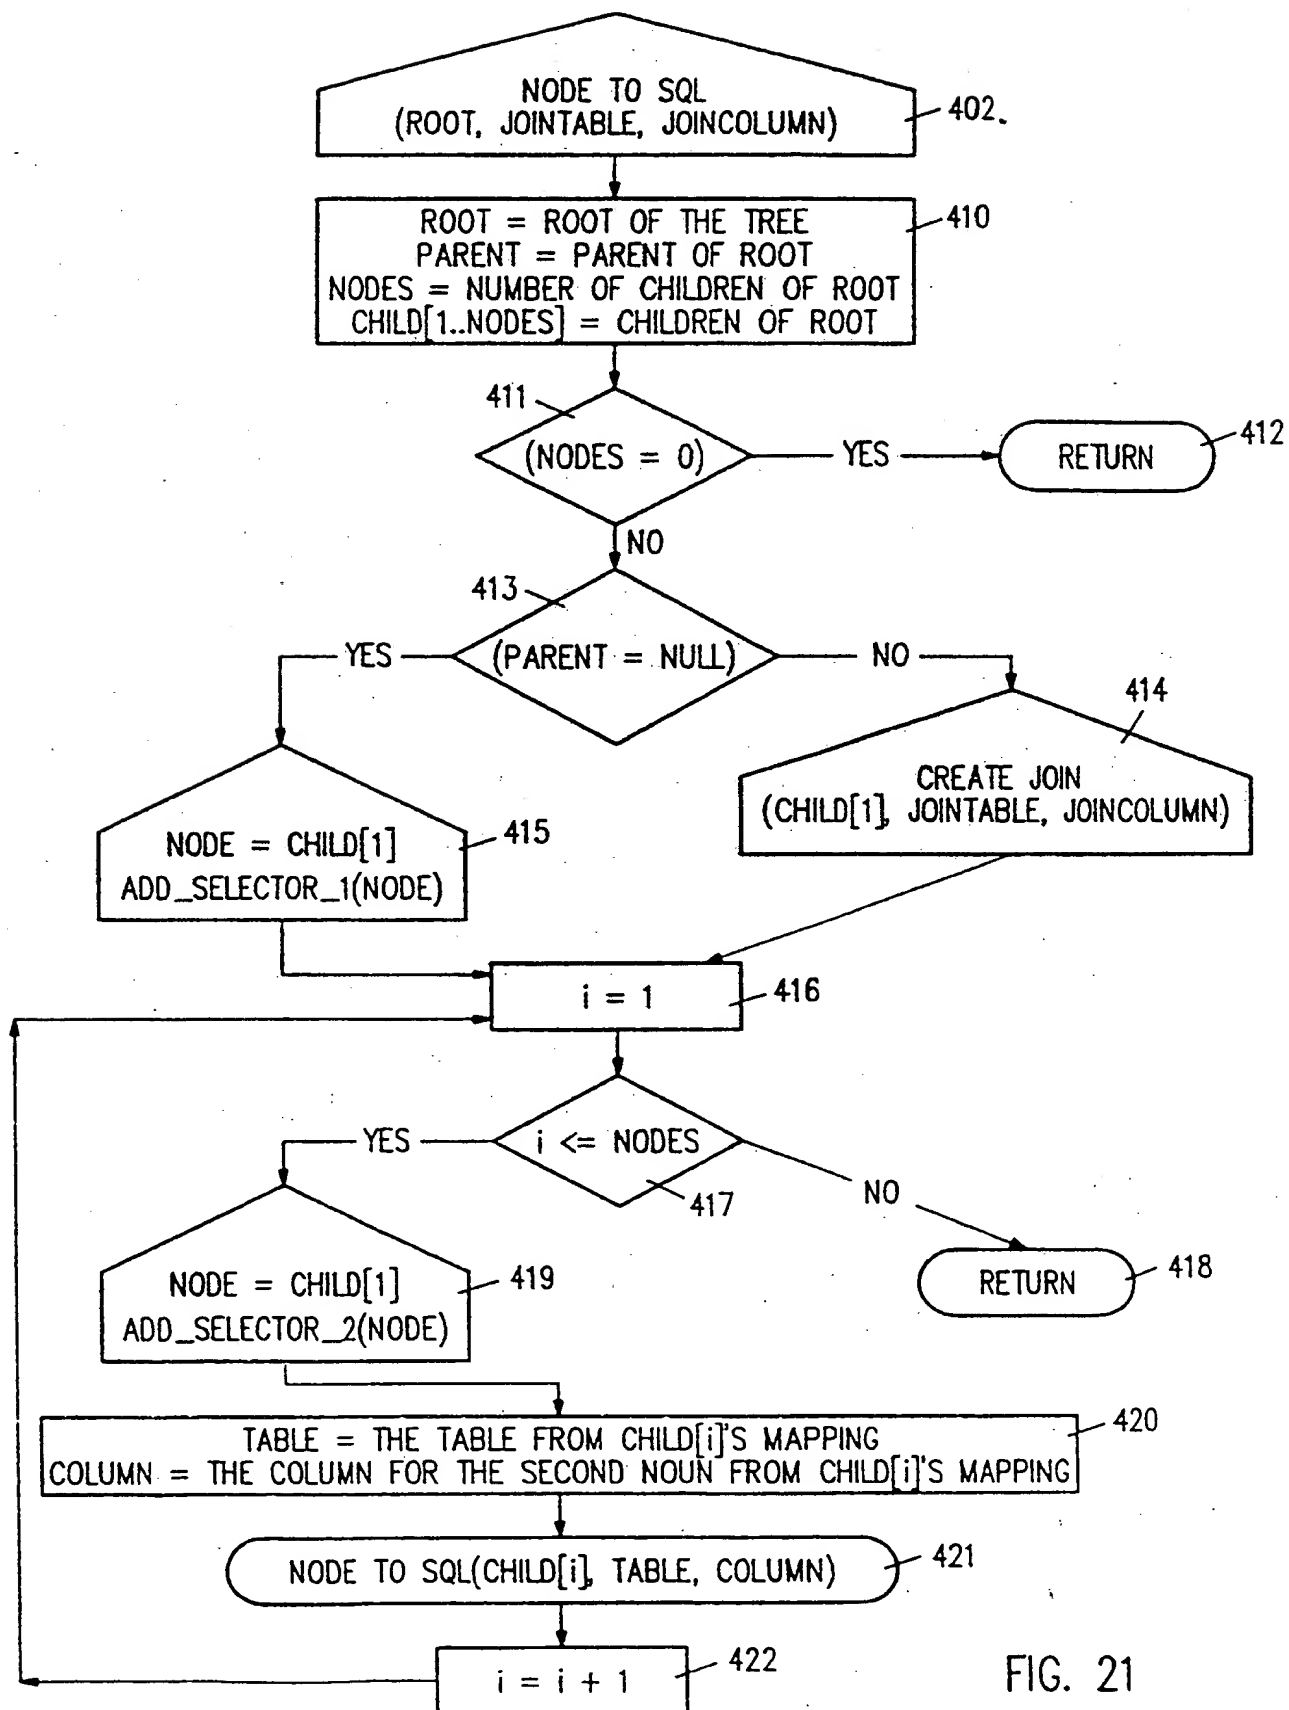 NODE TO SQL
(ROOT, JOINTABLE, JOINCOLUMN)
402
ROOT = ROOT OF THE TREE
PARENT = PARENT OF ROOT
NODES = NUMBER OF CHILDREN OF ROOT
CHILD[1..NODES] = CHILDREN OF ROOT
410
411
(NODES = 0)
YES
RETURN
412
NO
413
(PARENT = NULL)
YES
NO
414
CREATE JOIN
(CHILD[1], JOINTABLE, JOINCOLUMN)
NODE = CHILD[1]
ADD_SELECTOR_1(NODE)
415
i = 1
416
i <= NODES
417
YES
NO
RETURN
418
NODE = CHILD[1]
ADD_SELECTOR_2(NODE)
419
TABLE = THE TABLE FROM CHILD[i]'S MAPPING
COLUMN = THE COLUMN FOR THE SECOND NOUN FROM CHILD[i]'S MAPPING
420
NODE TO SQL(CHILD[i], TABLE, COLUMN)
421
i = i + 1
422
FIG. 21